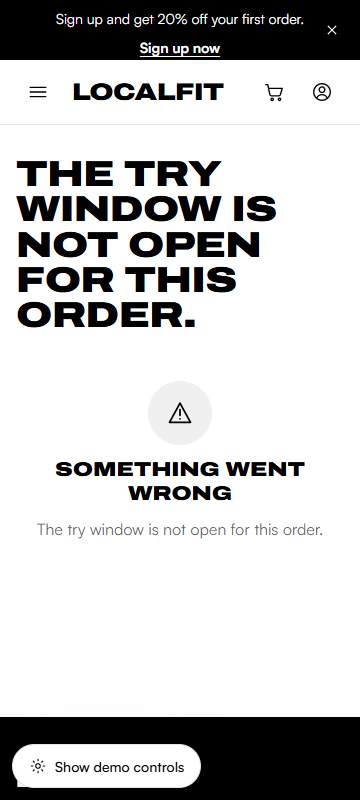 Sign up and get 20% off your first order.
Sign up now
LOCALFIT
THE TRY
WINDOW IS
NOT OPEN
FOR THIS
ORDER.
SOMETHING WENT
WRONG
The try window is not open for this order.
Show demo controls